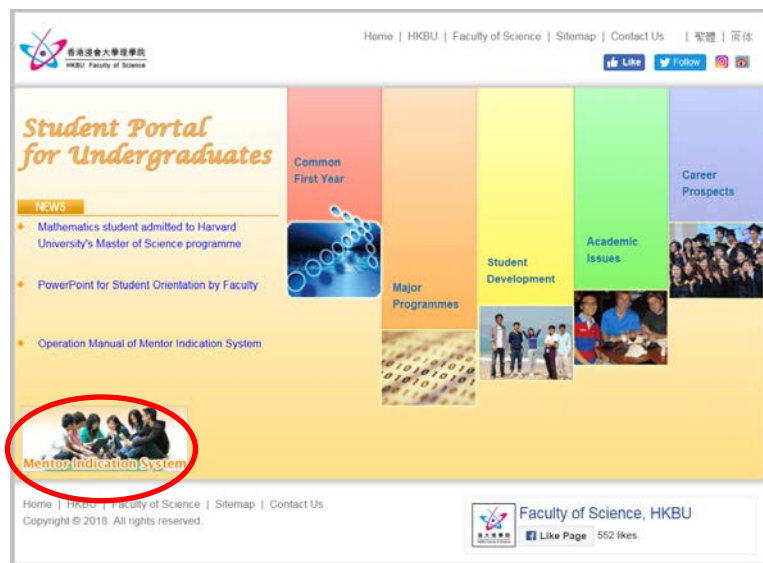 香港浸會大學理學院
HKBU Faculty of Science
Home | HKBU | Faculty of Science | Sitemap | Contact Us | 繁體 | 简体
Like
Follow
Student Portal
for Undergraduates
NEWS
Mathematics student admitted to Harvard
University's Master of Science programme
PowerPoint for Student Orientation by Faculty
Operation Manual of Mentor Indication System
Common
First Year
Major
Programmes
Student
Development
Academic
Issues
Career
Prospects
Mentor Indication System
Home | HKBU | Faculty of Science | Sitemap | Contact Us
Copyright © 2018. All rights reserved.
Faculty of Science, HKBU
Like Page 552 likes